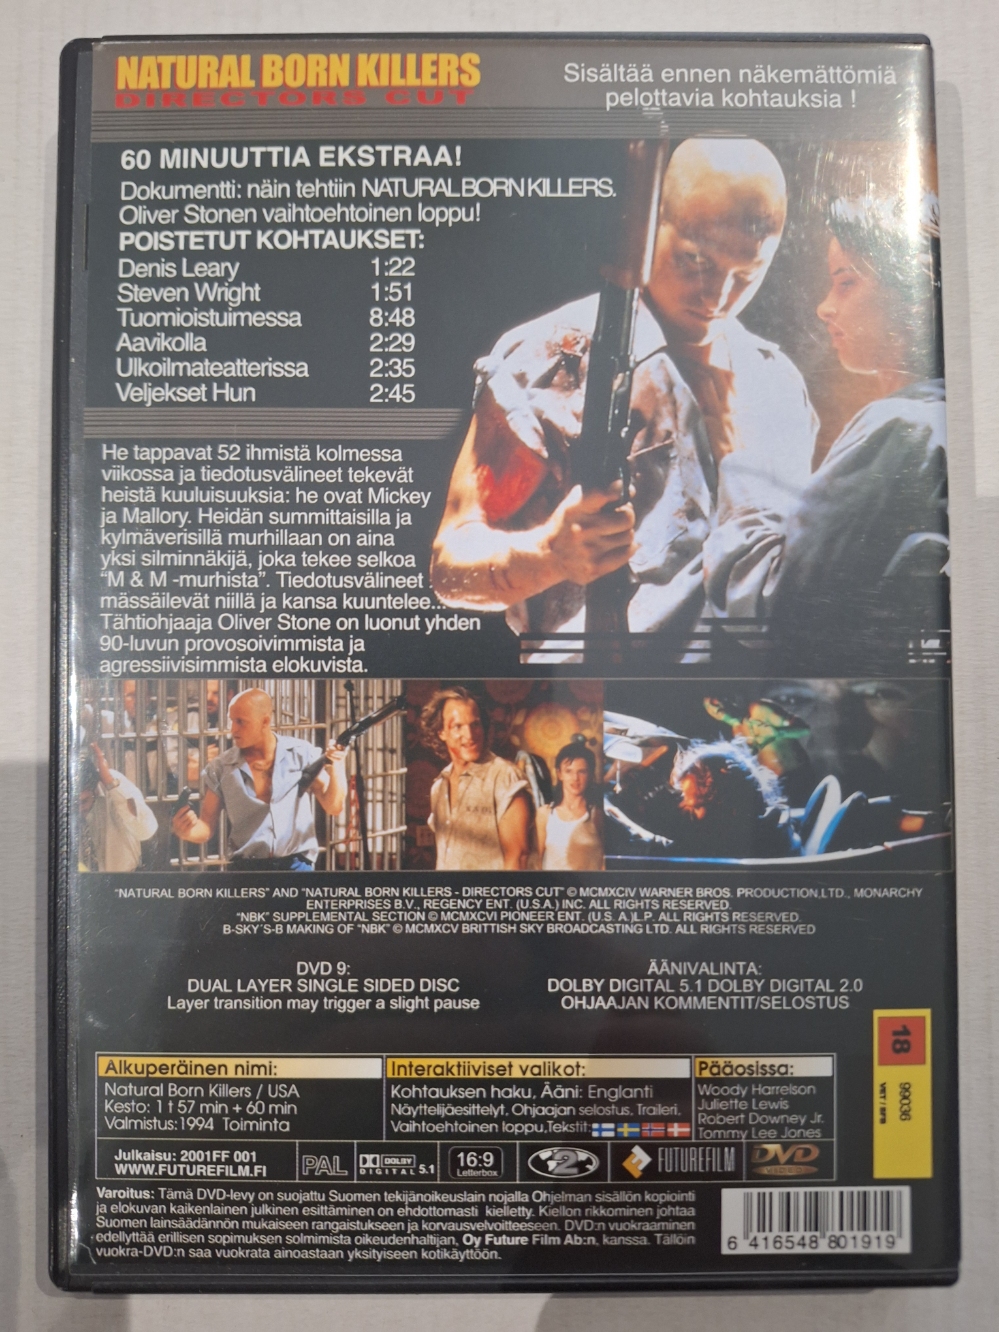 NATURAL BORN KILLERS
DIRECTORS CUT
Sisältää ennen näkemättömiä
pelottavia kohtauksia !
60 MINUUTTIA EKSTRAA!
Dokumentti: näin tehtiin NATURAL BORN KILLERS.
Oliver Stonen vaihtoehtoinen loppu!
POISTETUT KOHTAUKSET:
Denis Leary 1:22
Steven Wright 1:51
Tuomioistuimessa 8:48
Aavikolla 2:29
Ulkoilmateatterissa 2:35
Veljekset Hun 2:45
He tappavat 52 ihmistä kolmessa
viikossa ja tiedotusvälineet tekevät
heistä kuuluisuuksia: he ovat Mickey
ja Mallory. Heidän summittaisilla ja
kylmäverisillä murhillaan on aina
yksi silminnäkijä, joka tekee selkoa
“M & M -murhista”. Tiedotusvälineet
mässäilevät niillä ja kansa kuuntelee...
Tähtiohjaaja Oliver Stone on luonut yhden
90-luvun provosoivimmista ja
agressiivisimmista elokuvista.
"NATURAL BORN KILLERS" AND "NATURAL BORN KILLERS - DIRECTORS CUT" © MCMXCIV WARNER BROS. PRODUCTION,LTD., MONARCHY
ENTERPRISES B.V., REGENCY ENT. (U.S.A.) INC. ALL RIGHTS RESERVED.
"NBK" SUPPLEMENTAL SECTION © MCMXCVI PIONEER ENT. (U.S. A.)L.P. ALL RIGHTS RESERVED.
B-SKY´S-B MAKING OF "NBK" © MCMXCV BRITTISH SKY BROADCASTING LTD. ALL RIGHTS RESERVED
DVD 9:
DUAL LAYER SINGLE SIDED DISC
Layer transition may trigger a slight pause
ÄÄNIVALINTA:
DOLBY DIGITAL 5.1 DOLBY DIGITAL 2.0
OHJAAJAN KOMMENTIT/SELOSTUS
18
99036
VET / SFB
Alkuperäinen nimi:
Natural Born Killers / USA
Kesto: 1 t 57 min + 60 min
Valmistus:1994 Toiminta
Interaktiiviset valikot:
Kohtauksen haku, Ääni: Englanti
Näyttelijäesittelyt, Ohjaajan selostus, Traileri,
Vaihtoehtoinen loppu,Tekstit:
Pääosissa:
Woody Harrelson
Juliette Lewis
Robert Downey Jr.
Tommy Lee Jones
Julkaisu: 2001FF 001
WWW.FUTUREFILM.FI
PAL
DOLBY
DIGITAL 5.1
16:9
Letterbox
2
FUTUREFILM
DVD
VIDEO
Varoitus: Tämä DVD-levy on suojattu Suomen tekijänoikeuslain nojalla Ohjelman sisällön kopiointi
ja elokuvan kaikenlainen julkinen esittäminen on ehdottomasti kielletty. Kiellon rikkominen johtaa
Suomen lainsäädännön mukaiseen rangaistukseen ja korvausvelvoitteeseen. DVD:n vuokraaminen
edellyttää erillisen sopimuksen solmimista oikeudenhaltijan, Oy Future Film Ab:n, kanssa. Tällöin
vuokra-DVD:n saa vuokrata ainoastaan yksityiseen kotikäyttöön.
6 416548 801919